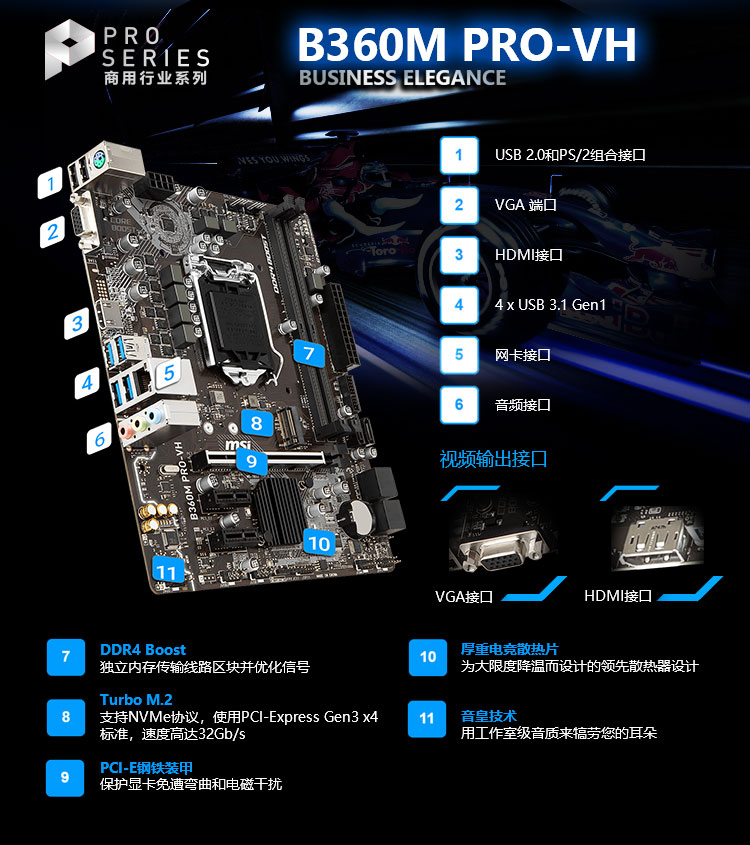 PRO
SERIES
商用行业系列
B360M PRO-VH
BUSINESS ELEGANCE
1 USB 2.0和PS/2组合接口
2 VGA 端口
3 HDMI接口
4 4 x USB 3.1 Gen1
5 网卡接口
6 音频接口
VES YOU WINGS
CORE
BOOST
DDR4 BOOST
Toro
1
2
3
4
5
6
7
8
msi
9
B360M PRO-VH
10
11
视频输出接口
VGA接口
HDMI接口
7 DDR4 Boost
独立内存传输线路区块并优化信号
8 Turbo M.2
支持NVMe协议，使用PCI-Express Gen3 x4
标准，速度高达32Gb/s
9 PCI-E钢铁装甲
保护显卡免遭弯曲和电磁干扰
10 厚重电竞散热片
为大限度降温而设计的领先散热器设计
11 音皇技术
用工作室级音质来犒劳您的耳朵